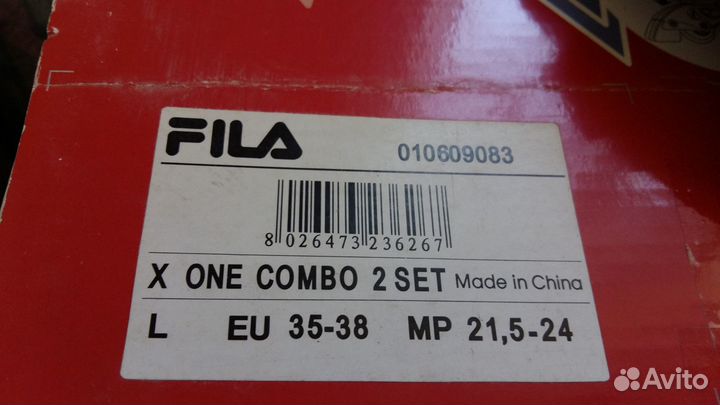 FILA 010609083
8 026473 236267
X ONE COMBO 2 SET Made in China
L EU 35-38 MP 21,5-24
Avito